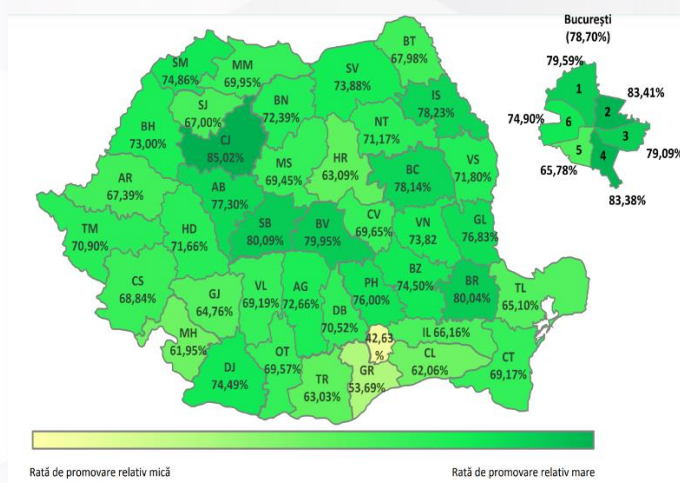 București
(78,70%)
79,59%
83,41%
74,90%
79,09%
65,78%
83,38%
1
2
3
4
5
6
BT
67,98%
SM
74,86%
MM
69,95%
SV
73,88%
IS
78,23%
SJ
67,00%
BN
72,39%
BH
73,00%
CJ
85,02%
NT
71,17%
MS
69,45%
HR
63,09%
BC
78,14%
VS
71,80%
AR
67,39%
AB
77,30%
SB
80,09%
BV
79,95%
CV
69,65%
VN
73,82
GL
76,83%
TM
70,90%
HD
71,66%
CS
68,84%
GJ
64,76%
VL
69,19%
AG
72,66%
PH
76,00%
BZ
74,50%
BR
80,04%
TL
65,10%
DB
70,52%
MH
61,95%
42,63
%
IL 66,16%
DJ
74,49%
OT
69,57%
TR
63,03%
GR
53,69%
CL
62,06%
CT
69,17%
Rată de promovare relativ mică
Rată de promovare relativ mare